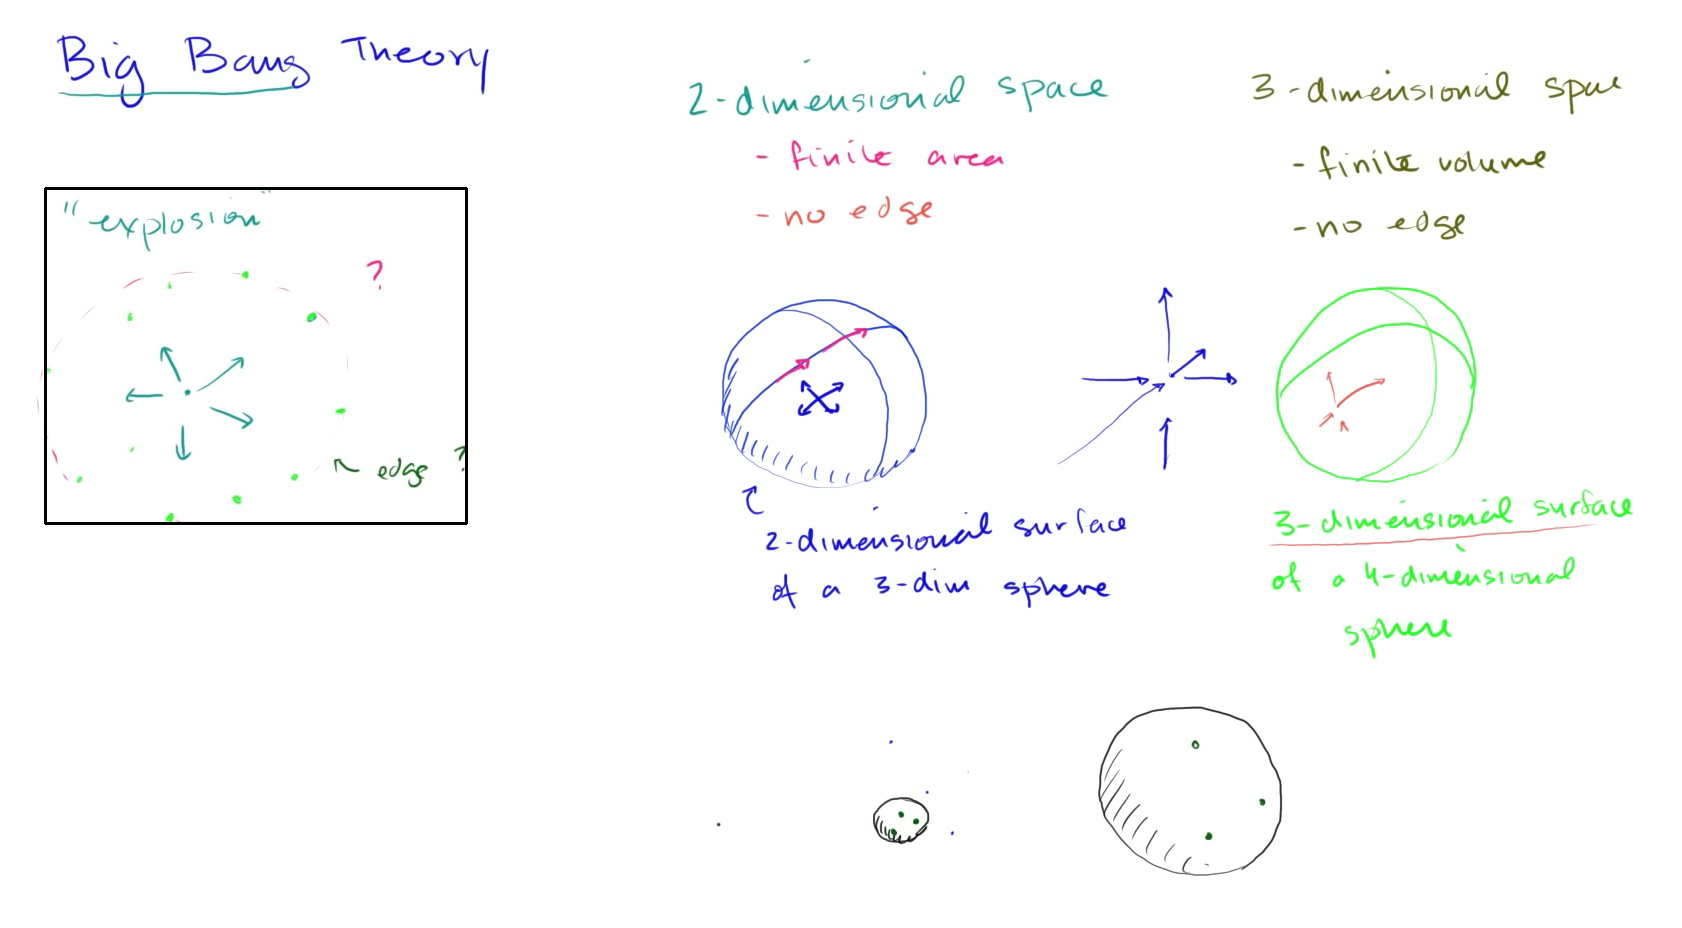 Big Bang Theory
"explosion"
?
edge ?
2-dimensional space
- finite area
- no edge
2-dimensional surface
of a 3-dim sphere
3-dimensional space
- finite volume
- no edge
3-dimensional surface
of a 4-dimensional
sphere